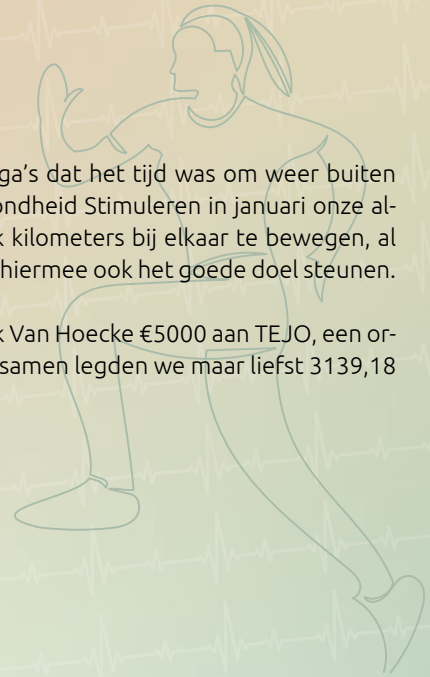 ga’s dat het tijd was om weer buiten
ondheid Stimuleren in januari onze al-
k kilometers bij elkaar te bewegen, al
hiermee ook het goede doel steunen.
k Van Hoecke €5000 aan TEJO, een or-
samen legden we maar liefst 3139,18